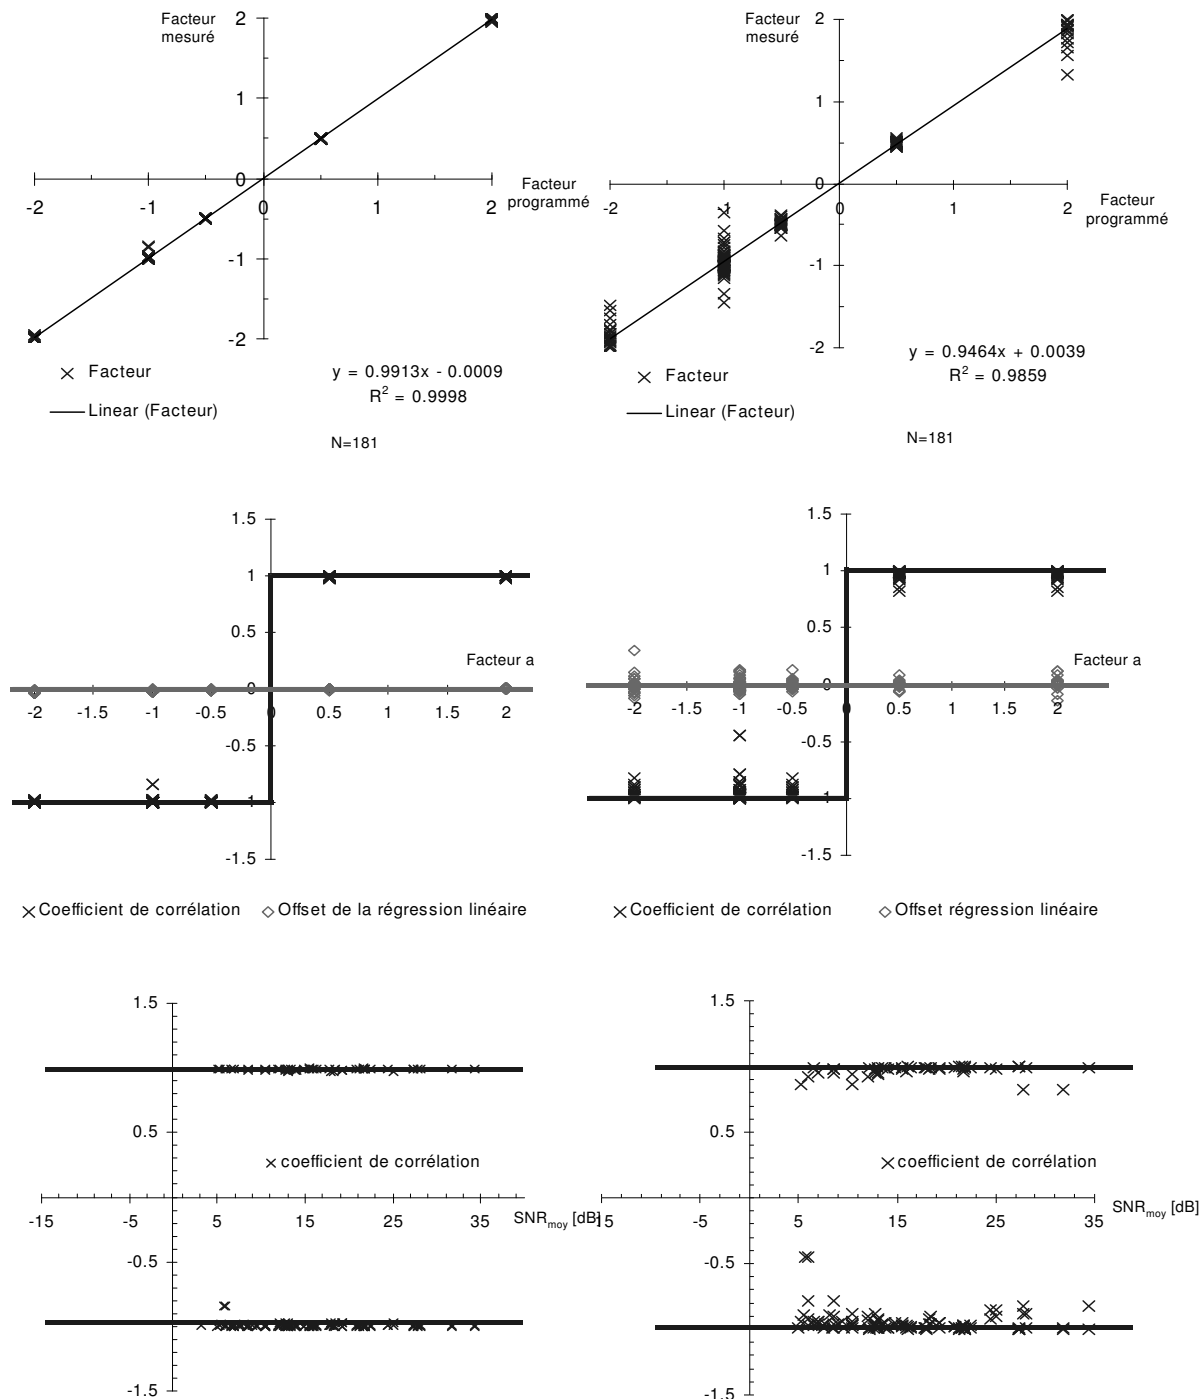 Facteur
mesuré
2
1
0
-2
-1
0
1
2
Facteur
programmé
-1
-2
× Facteur
Linear (Facteur)
y = 0.9913x - 0.0009
R² = 0.9998
N=181
Facteur
mesuré
2
1
0
-2
-1
0
1
2
Facteur
programmé
-1
-2
× Facteur
Linear (Facteur)
y = 0.9464x + 0.0039
R² = 0.9859
N=181
1.5
1
0.5
Facteur a
0
-2
-1.5
-1
-0.5
0
0.5
1
1.5
2
-0.5
-1
-1.5
× Coefficient de corrélation ◇ Offset de la régression linéaire
1.5
1
0.5
Facteur a
0
-2
-1.5
-1
-0.5
0
0.5
1
1.5
2
-0.5
-1
-1.5
× Coefficient de corrélation ◇ Offset régression linéaire
1.5
0.5
× coefficient de corrélation
-15
-5
5
15
25
35
SNRmoy [dB]
-0.5
-1.5
1.5
0.5
× coefficient de corrélation
-15
-5
5
15
25
35
SNRmoy [dB]
-0.5
-1.5